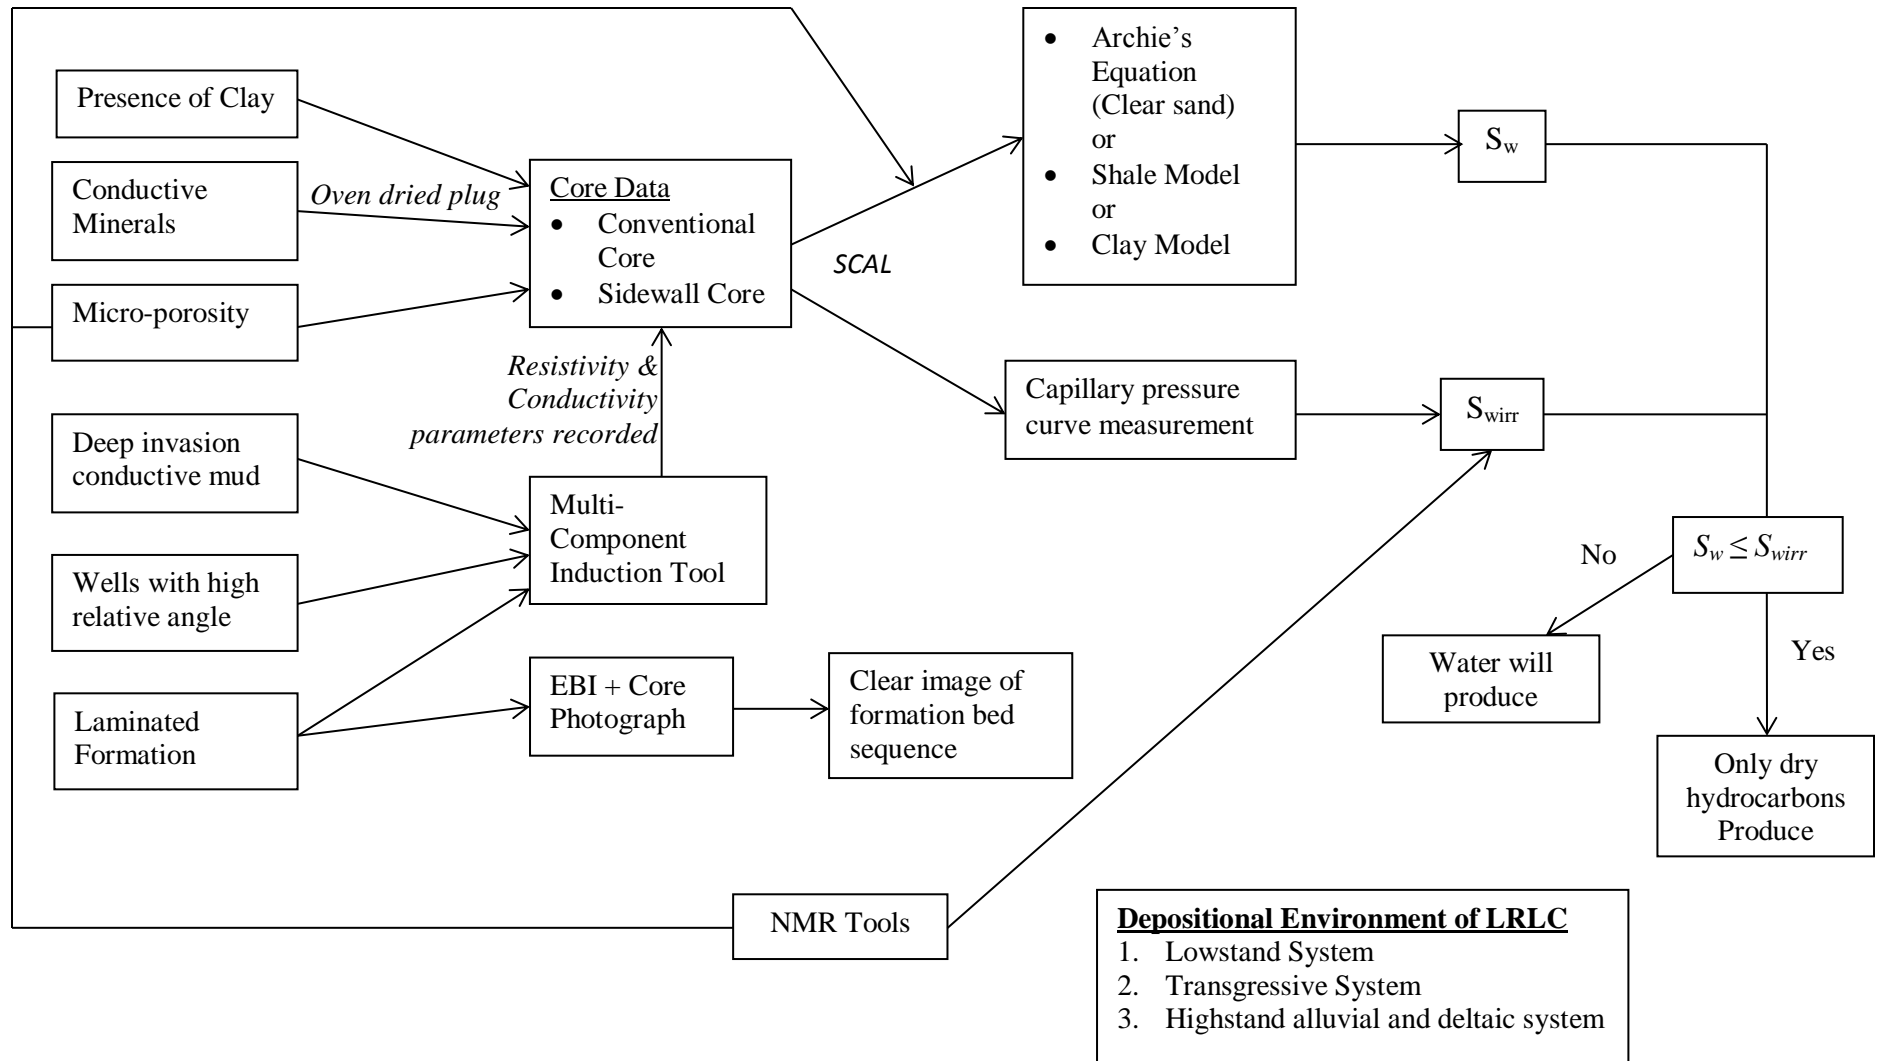 Presence of Clay
Conductive
Minerals
Micro-porosity
Deep invasion
conductive mud
Wells with high
relative angle
Laminated
Formation
Oven dried plug
Core Data
• Conventional
Core
• Sidewall Core
Resistivity &
Conductivity
parameters recorded
Multi-
Component
Induction Tool
EBI + Core
Photograph
Clear image of
formation bed
sequence
NMR Tools
SCAL
• Archie’s
Equation
(Clear sand)
or
• Shale Model
or
• Clay Model
Capillary pressure
curve measurement
Sw
Swirr
Sw ≤ Swirr
No
Yes
Water will
produce
Only dry
hydrocarbons
Produce
Depositional Environment of LRLC
1. Lowstand System
2. Transgressive System
3. Highstand alluvial and deltaic system